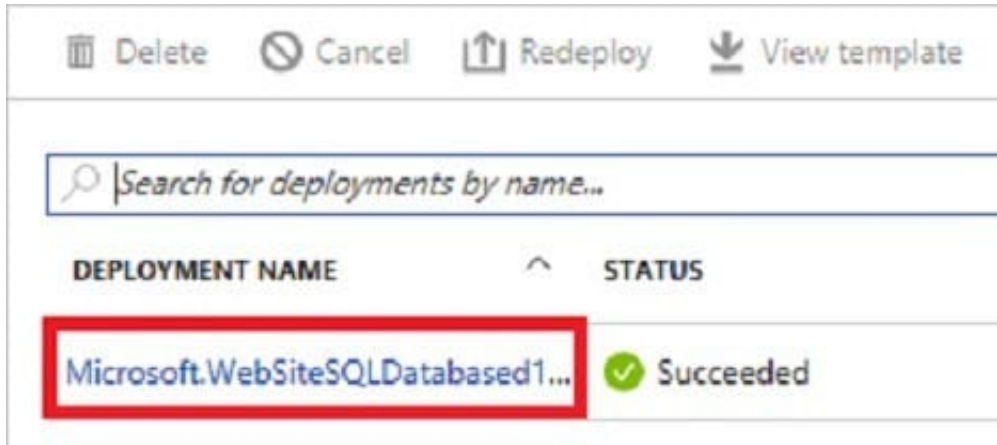 Delete Cancel Redeploy View template
Search for deployments by name...
DEPLOYMENT NAME STATUS
Microsoft.WebSiteSQLDatabased1... Succeeded